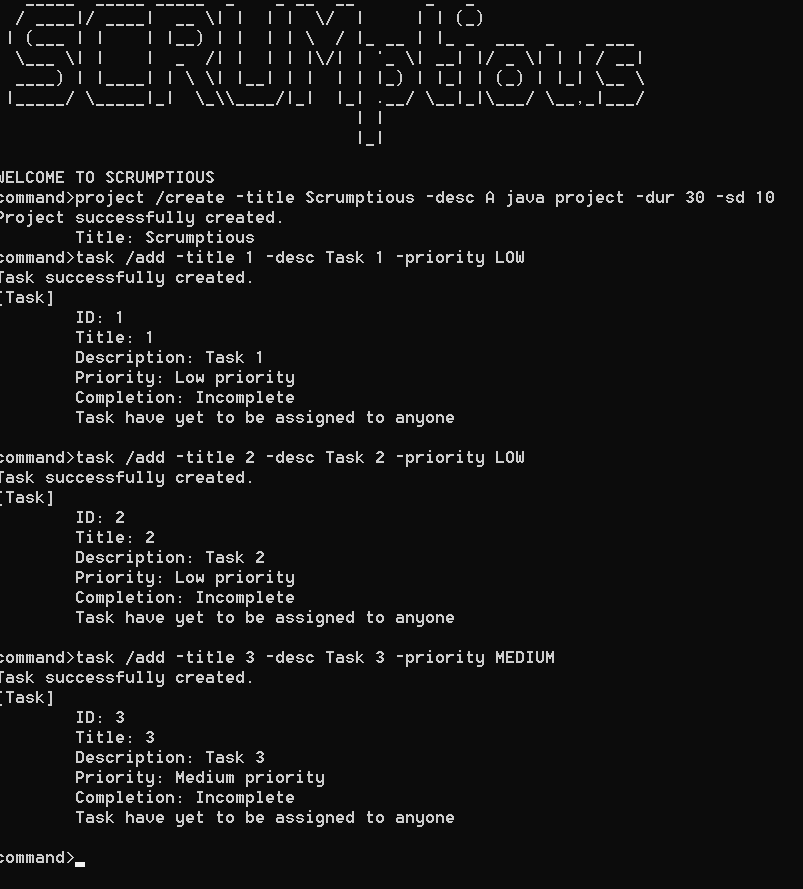 SCRUMptious
WELCOME TO SCRUMPTIOUS
command>project /create -title Scrumptious -desc A java project -dur 30 -sd 10
Project successfully created.
Title: Scrumptious
command>task /add -title 1 -desc Task 1 -priority LOW
Task successfully created.
[Task]
ID: 1
Title: 1
Description: Task 1
Priority: Low priority
Completion: Incomplete
Task have yet to be assigned to anyone
command>task /add -title 2 -desc Task 2 -priority LOW
Task successfully created.
[Task]
ID: 2
Title: 2
Description: Task 2
Priority: Low priority
Completion: Incomplete
Task have yet to be assigned to anyone
command>task /add -title 3 -desc Task 3 -priority MEDIUM
Task successfully created.
[Task]
ID: 3
Title: 3
Description: Task 3
Priority: Medium priority
Completion: Incomplete
Task have yet to be assigned to anyone
command>_